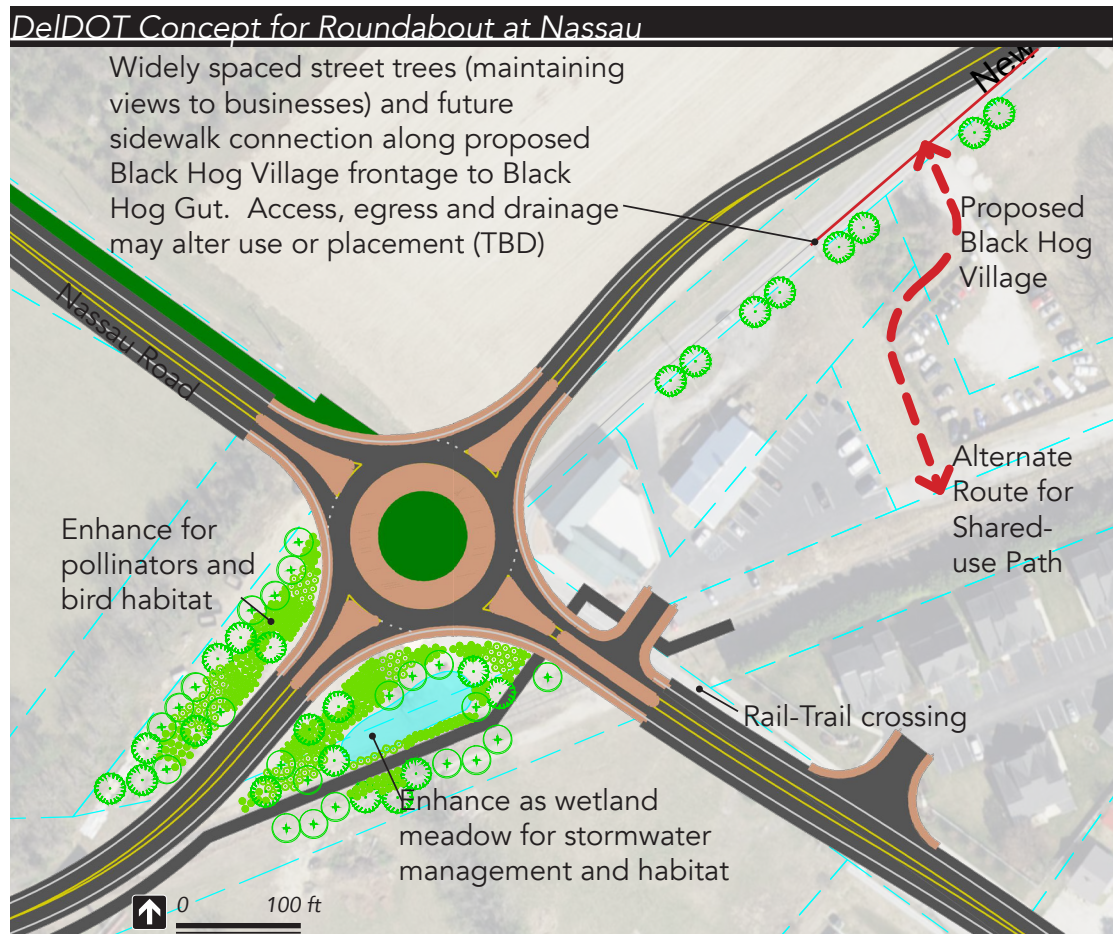 DelDOT Concept for Roundabout at Nassau
Widely spaced street trees (maintaining
views to businesses) and future
sidewalk connection along proposed
Black Hog Village frontage to Black
Hog Gut.  Access, egress and drainage
may alter use or placement (TBD)
New
Proposed
Black Hog
Village
Nassau Road
Alternate
Route for
Shared-
use Path
Enhance for
pollinators and
bird habitat
Rail-Trail crossing
Enhance as wetland
meadow for stormwater
management and habitat
0 100 ft